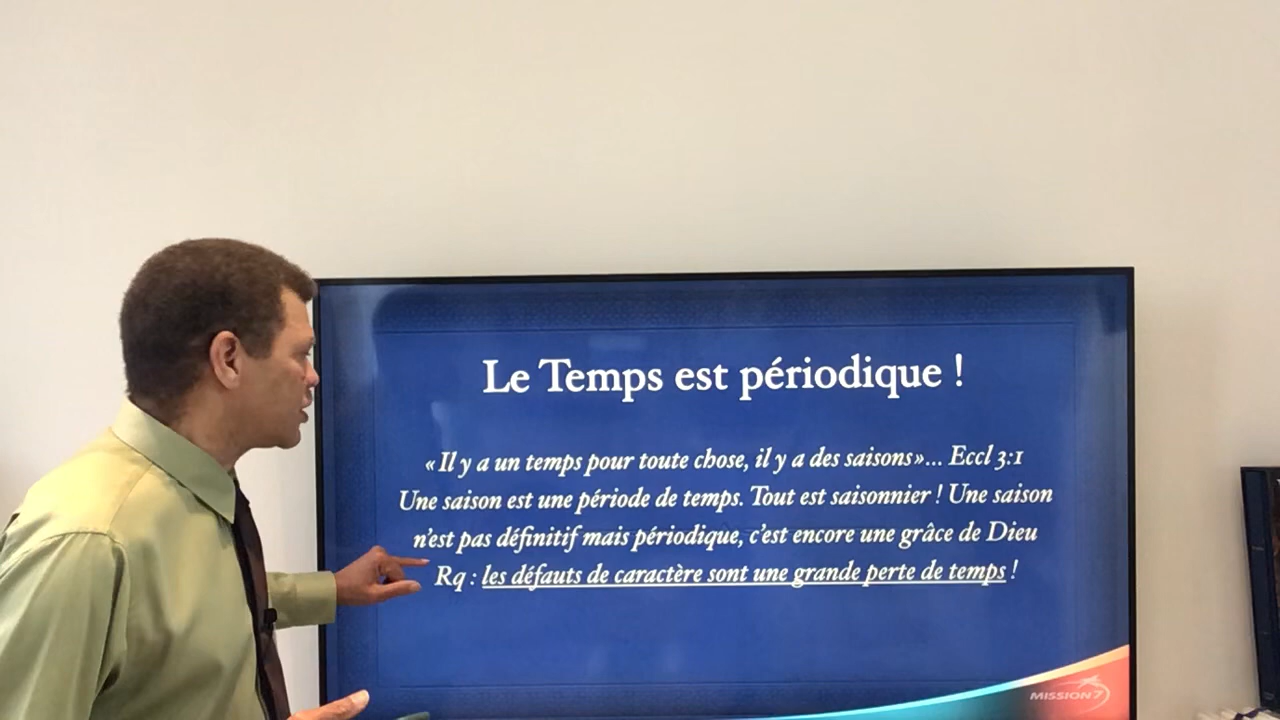 Le Temps est périodique !
« Il y a un temps pour toute chose, il y a des saisons»... Eccl 3:1
Une saison est une période de temps. Tout est saisonnier ! Une saison
n'est pas définitif mais périodique, c'est encore une grâce de Dieu
Rq : les défauts de caractère sont une grande perte de temps !
MISSION 7